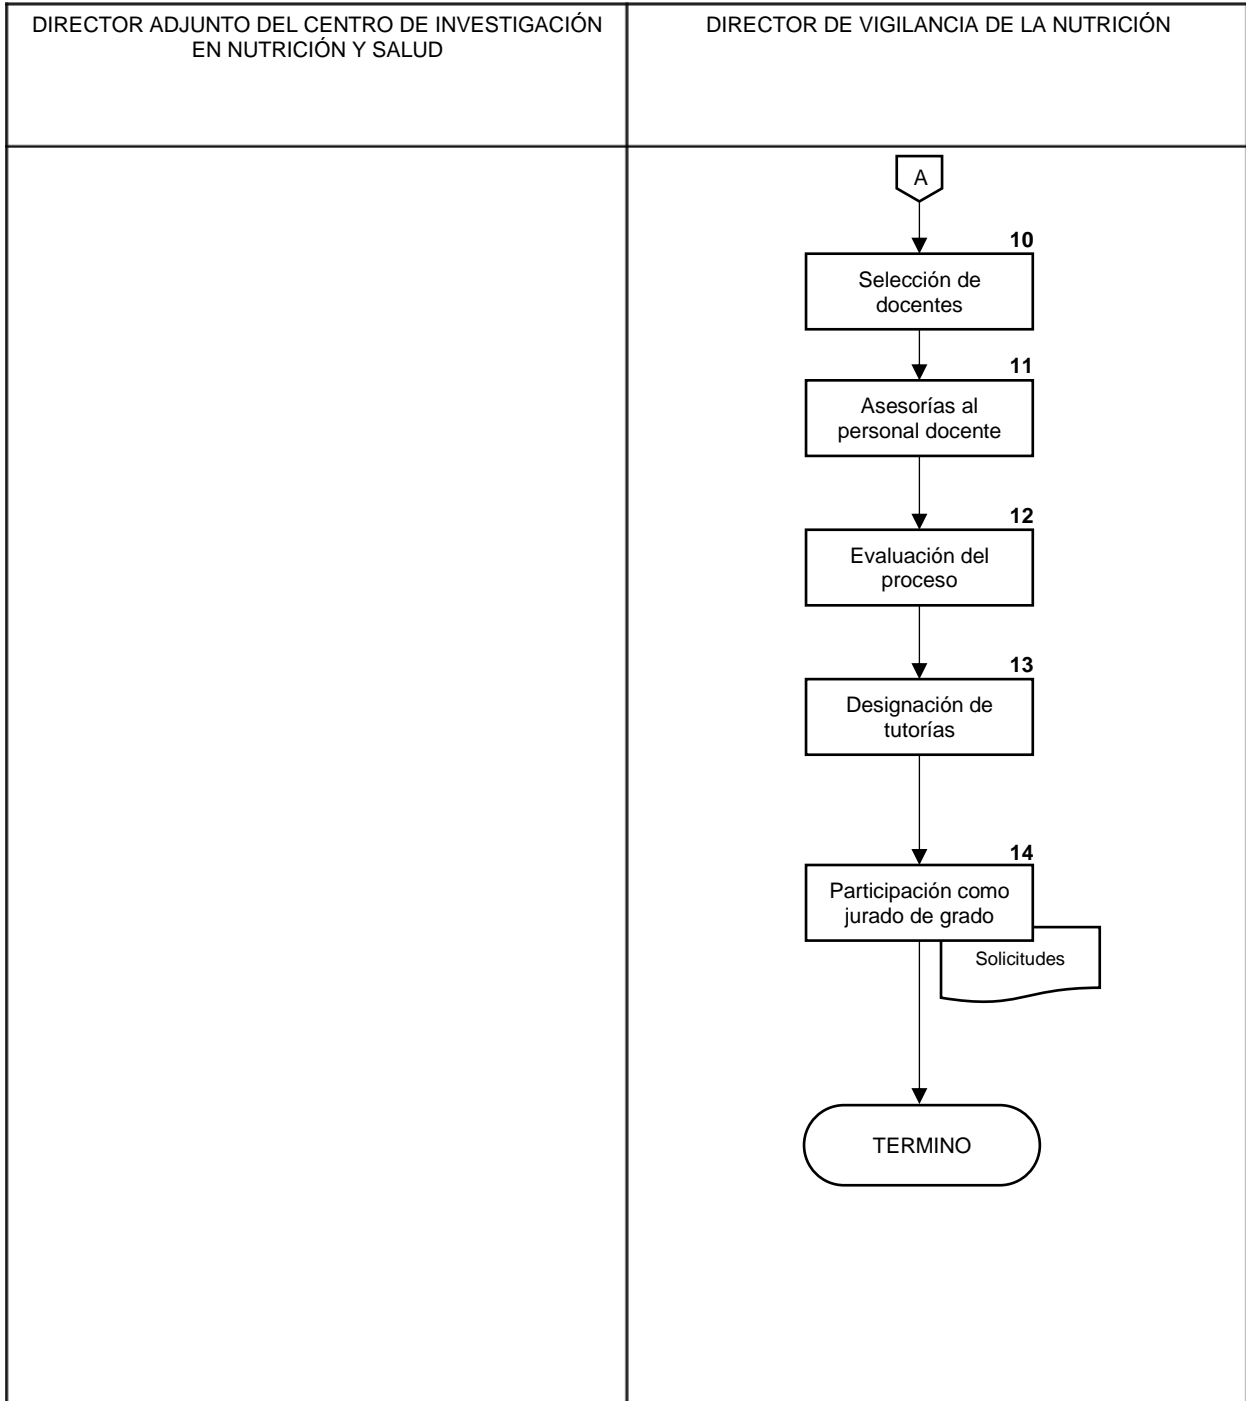 DIRECTOR ADJUNTO DEL CENTRO DE INVESTIGACIÓN
EN NUTRICIÓN Y SALUD
DIRECTOR DE VIGILANCIA DE LA NUTRICIÓN
A
10
Selección de
docentes
11
Asesorías al
personal docente
12
Evaluación del
proceso
13
Designación de
tutorías
14
Participación como
jurado de grado
Solicitudes
TERMINO